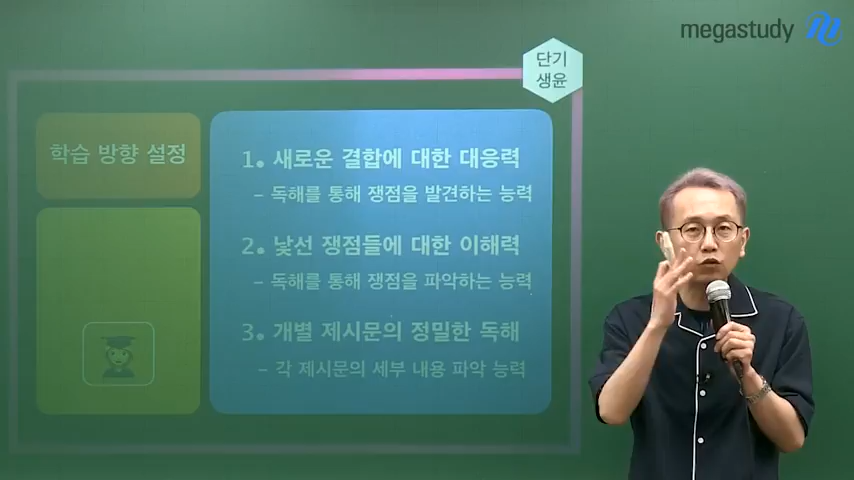 megastudy
단기
생윤
학습 방향 설정
1. 새로운 결합에 대한 대응력
– 독해를 통해 쟁점을 발견하는 능력
2. 낯선 쟁점들에 대한 이해력
– 독해를 통해 쟁점을 파악하는 능력
3. 개별 제시문의 정밀한 독해
– 각 제시문의 세부 내용 파악 능력